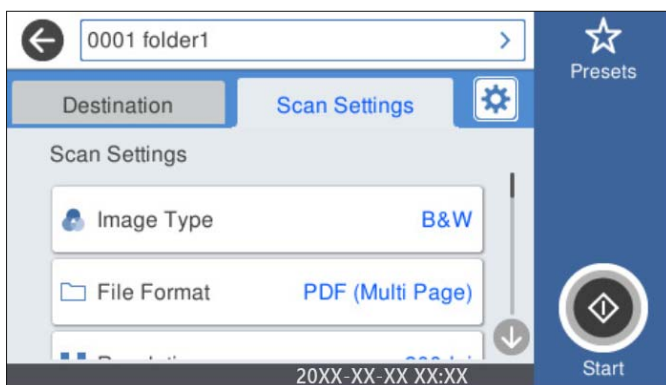 0001 folder1
Presets
Destination
Scan Settings
Scan Settings
Image Type
B&W
File Format
PDF (Multi Page)
20XX-XX-XX XX:XX
Start